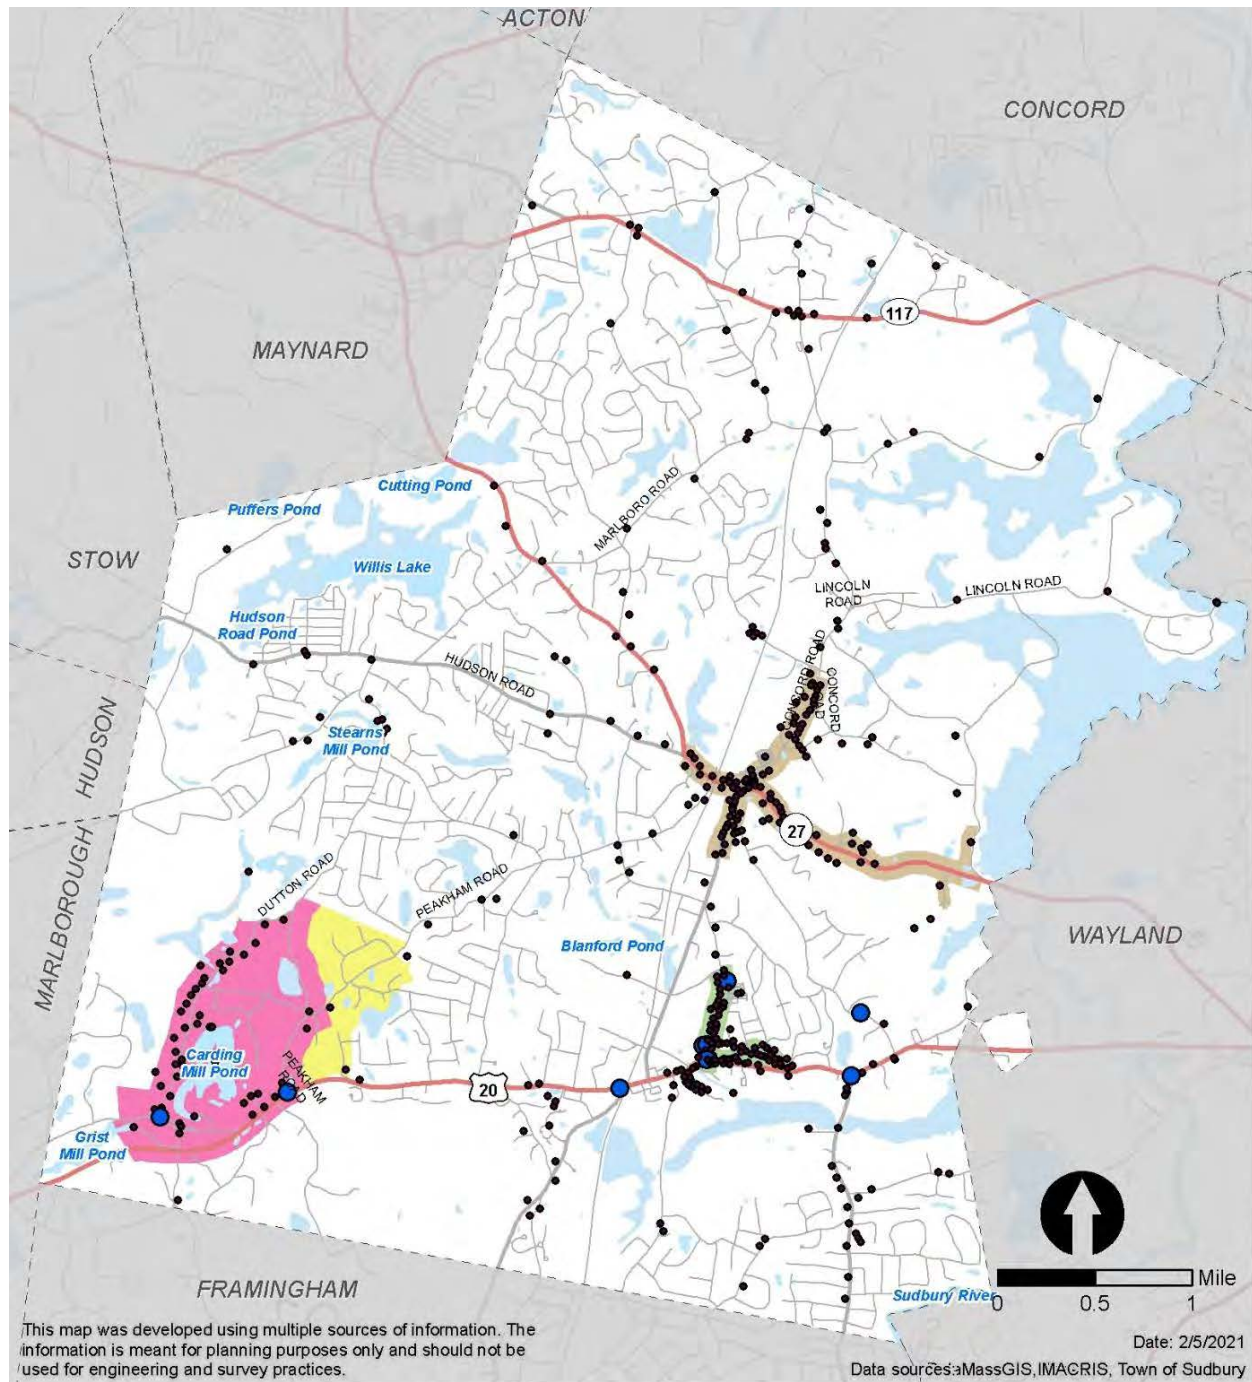 ACTON
CONCORD
117
MAYNARD
Cutting Pond
Puffers Pond
MARLBORO ROAD
STOW
Willis Lake
LINCOLN
ROAD
LINCOLN ROAD
Hudson
Road Pond
HUDSON ROAD
CONCORD ROAD
CONCORD
ROAD
HUDSON
Stearns
Mill Pond
27
MARLBOROUGH
DUTTON ROAD
PEAKHAM ROAD
Blanford Pond
WAYLAND
Carding
Mill Pond
PEAKHAM
ROAD
20
Grist
Mill Pond
FRAMINGHAM
Sudbury River
Mile
0 0.5 1
This map was developed using multiple sources of information. The
information is meant for planning purposes only and should not be
used for engineering and survey practices.
Date: 2/5/2021
Data sources:aMassGIS,IMACRIS, Town of Sudbury